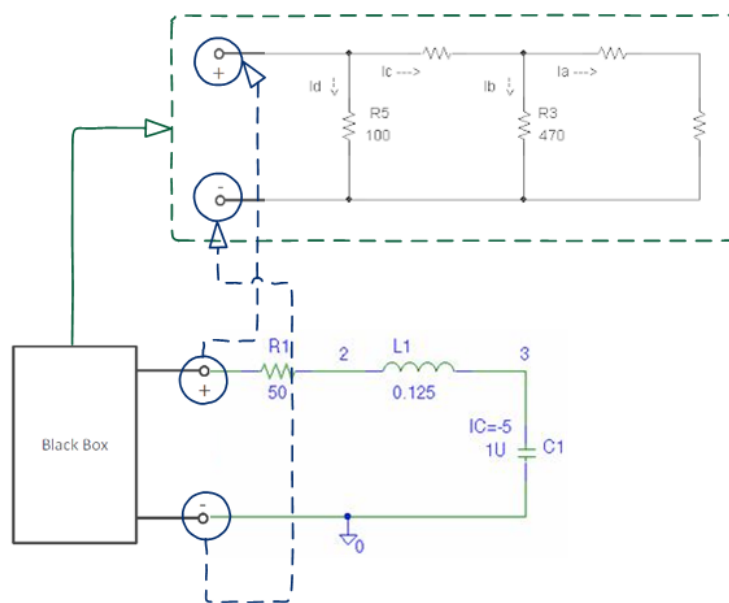 +
Ic --->
Ia --->
Id
Ib
R5
100
R3
470
-
R1
2
L1
3
+
50
0.125
Black Box
IC=-5
1U
C1
-
0